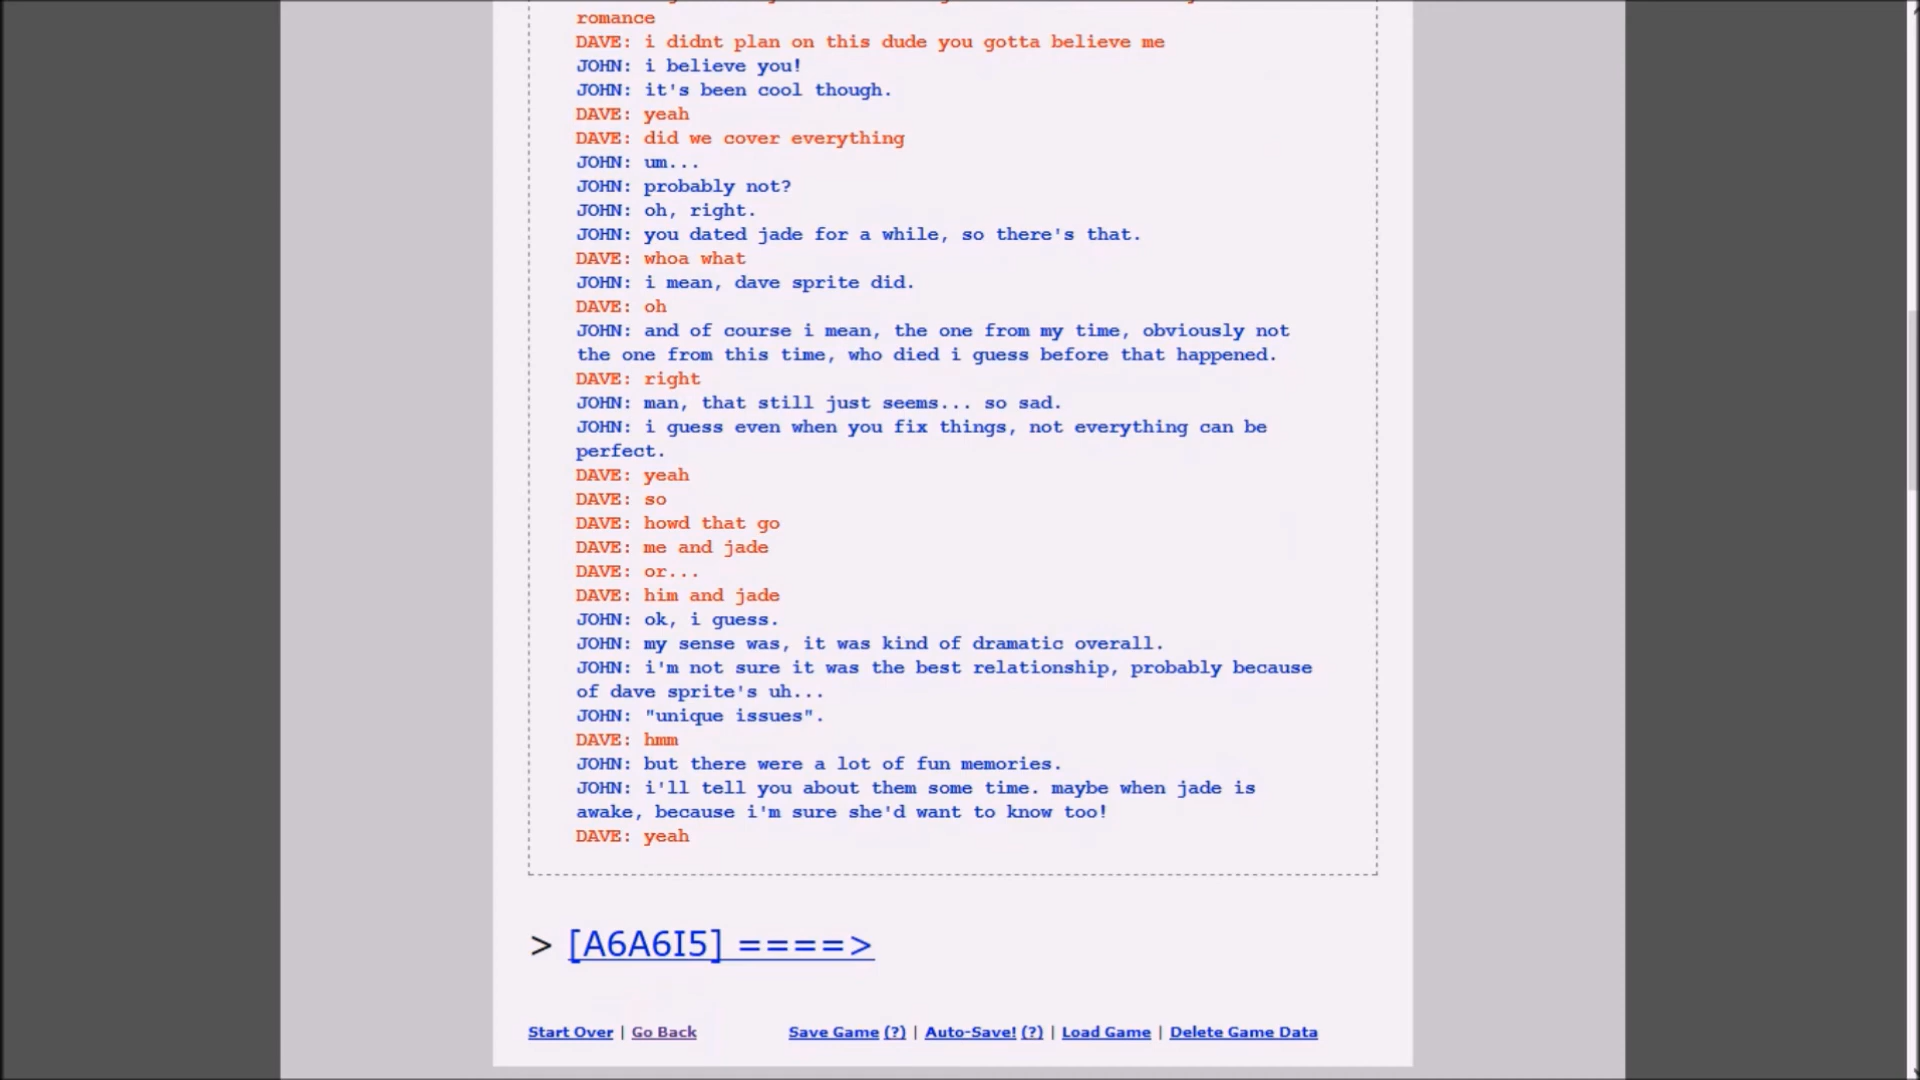 romance
DAVE: i didnt plan on this dude you gotta believe me
JOHN: i believe you!
JOHN: it's been cool though.
DAVE: yeah
DAVE: did we cover everything
JOHN: um...
JOHN: probably not?
JOHN: oh, right.
JOHN: you dated jade for a while, so there's that.
DAVE: whoa what
JOHN: i mean, dave sprite did.
DAVE: oh
JOHN: and of course i mean, the one from my time, obviously not
the one from this time, who died i guess before that happened.
DAVE: right
JOHN: man, that still just seems... so sad.
JOHN: i guess even when you fix things, not everything can be
perfect.
DAVE: yeah
DAVE: so
DAVE: howd that go
DAVE: me and jade
DAVE: or...
DAVE: him and jade
JOHN: ok, i guess.
JOHN: my sense was, it was kind of dramatic overall.
JOHN: i'm not sure it was the best relationship, probably because
of dave sprite's uh...
JOHN: "unique issues".
DAVE: hmm
JOHN: but there were a lot of fun memories.
JOHN: i'll tell you about them some time. maybe when jade is
awake, because i'm sure she'd want to know too!
DAVE: yeah
> [A6A6I5] ====>
Start Over | Go Back Save Game (?) | Auto-Save! (?) | Load Game | Delete Game Data